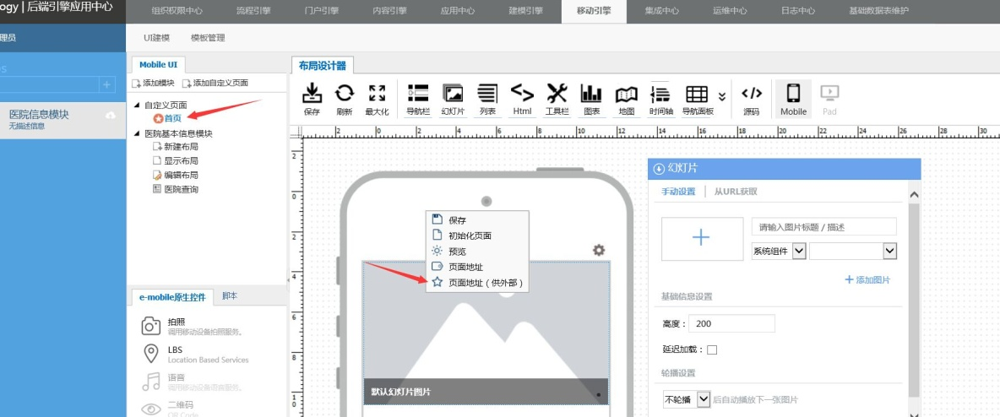 ogy | 后端引擎应用中心
组织权限中心 流程引擎 门户引擎 内容引擎 应用中心 建模引擎 移动引擎 集成中心 运维中心 日志中心 基础数据表维护
理员
UI建模 模板管理
Mobile UI
布局设计器
添加模块 添加自定义页面
自定义页面
首页
医院基本信息模块
新建布局
显示布局
编辑布局
医院查询
医院信息模块
无描述信息
保存 刷新 最大化 导航栏 幻灯片 列表 Html 工具栏 图表 地图 时间轴 导航面板 源码 Mobile Pad
2 0 2 4 6 8 10 12 14 16 18 20 22 24 26 28 30
2
0
2
4
6
8
10
保存
初始化页面
预览
页面地址
页面地址（供外部）
默认幻灯片图片
幻灯片
手动设置 从URL获取
请输入图片标题 / 描述
系统组件
添加图片
基础信息设置
高度： 200
延迟加载：
轮播设置
不轮播 后自动播放下一张图片
e-mobile原生控件 脚本
拍照
调用移动设备拍照服务。
LBS
Location Based Services
语音
调用移动设备语音服务。
二维码
QR Code